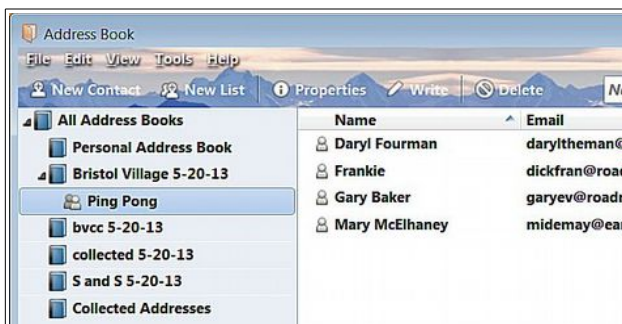 Address Book
File Edit View Tools Help
New Contact New List Properties Write Delete
All Address Books
Personal Address Book
Bristol Village 5-20-13
Ping Pong
bvcc 5-20-13
collected 5-20-13
S and S 5-20-13
Collected Addresses
Name Email
Daryl Fourman daryltheman@
Frankie dickfran@roa
Gary Baker garyev@roadr
Mary McElhaney midemay@ea